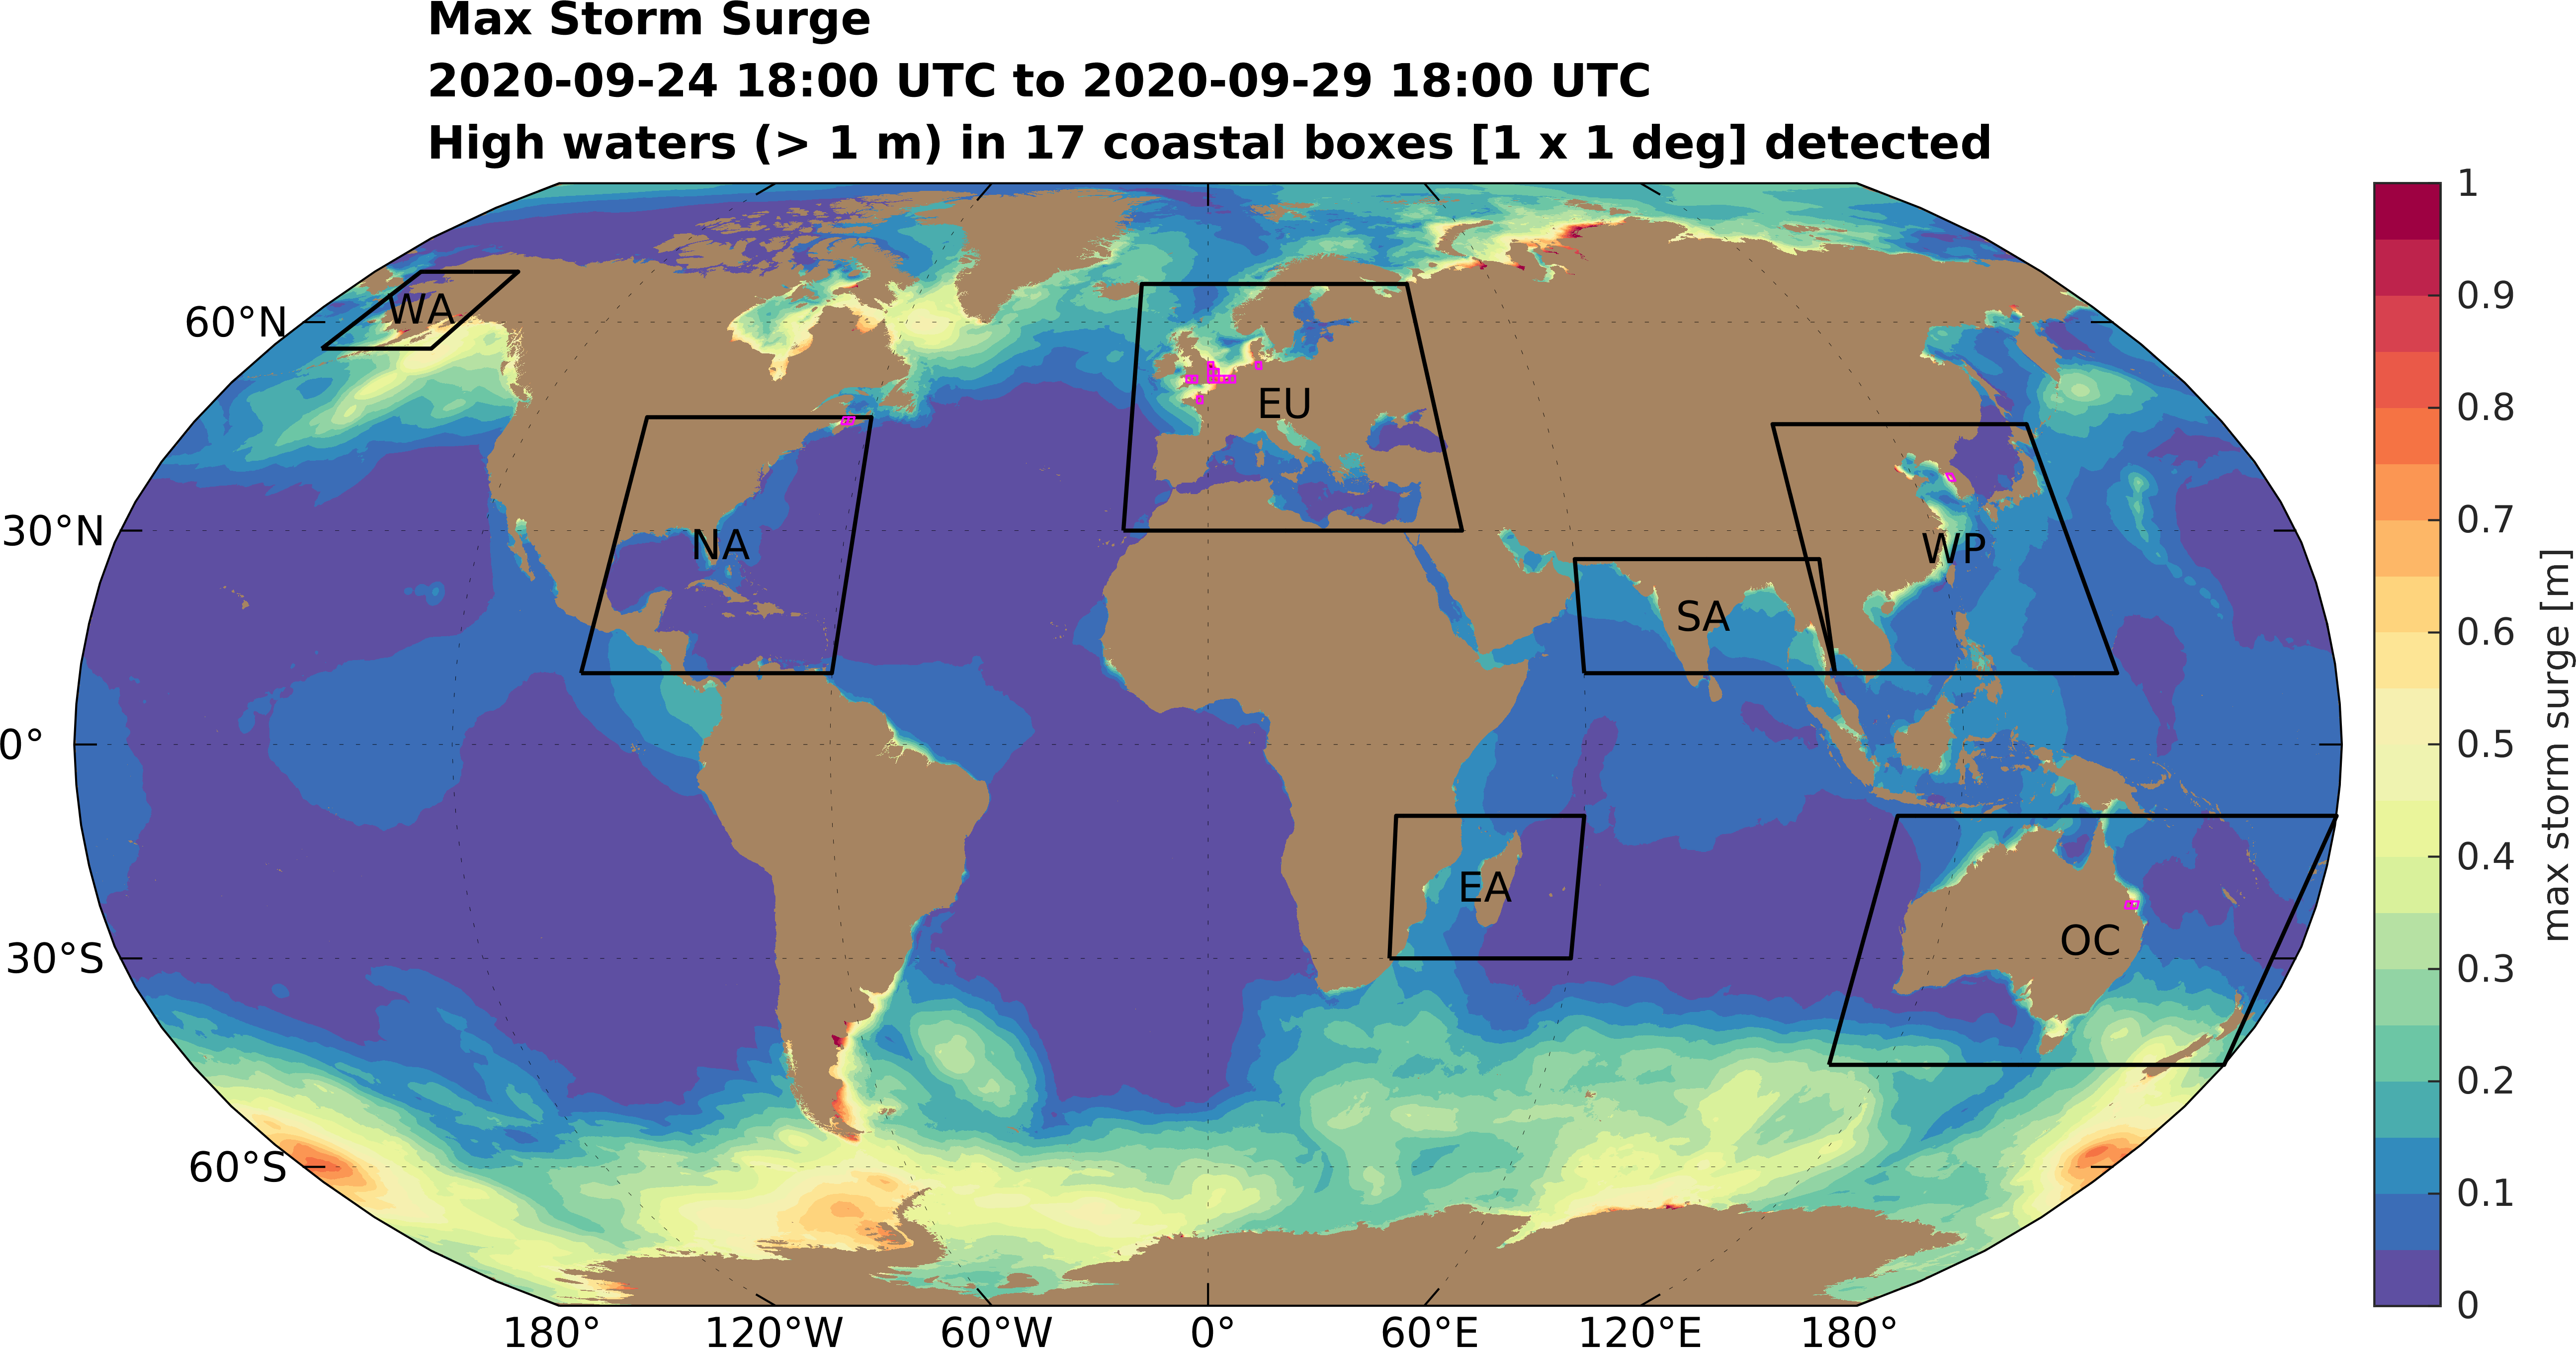 Max Storm Surge
2020-09-24 18:00 UTC to 2020-09-29 18:00 UTC
High waters (> 1 m) in 17 coastal boxes [1 x 1 deg] detected
60°N
30°N
0°
30°S
60°S
WA
NA
EU
SA
WP
EA
OC
180°
120°W
60°W
0°
60°E
120°E
180°
1
0.9
0.8
0.7
0.6
0.5
0.4
0.3
0.2
0.1
0
max storm surge [m]